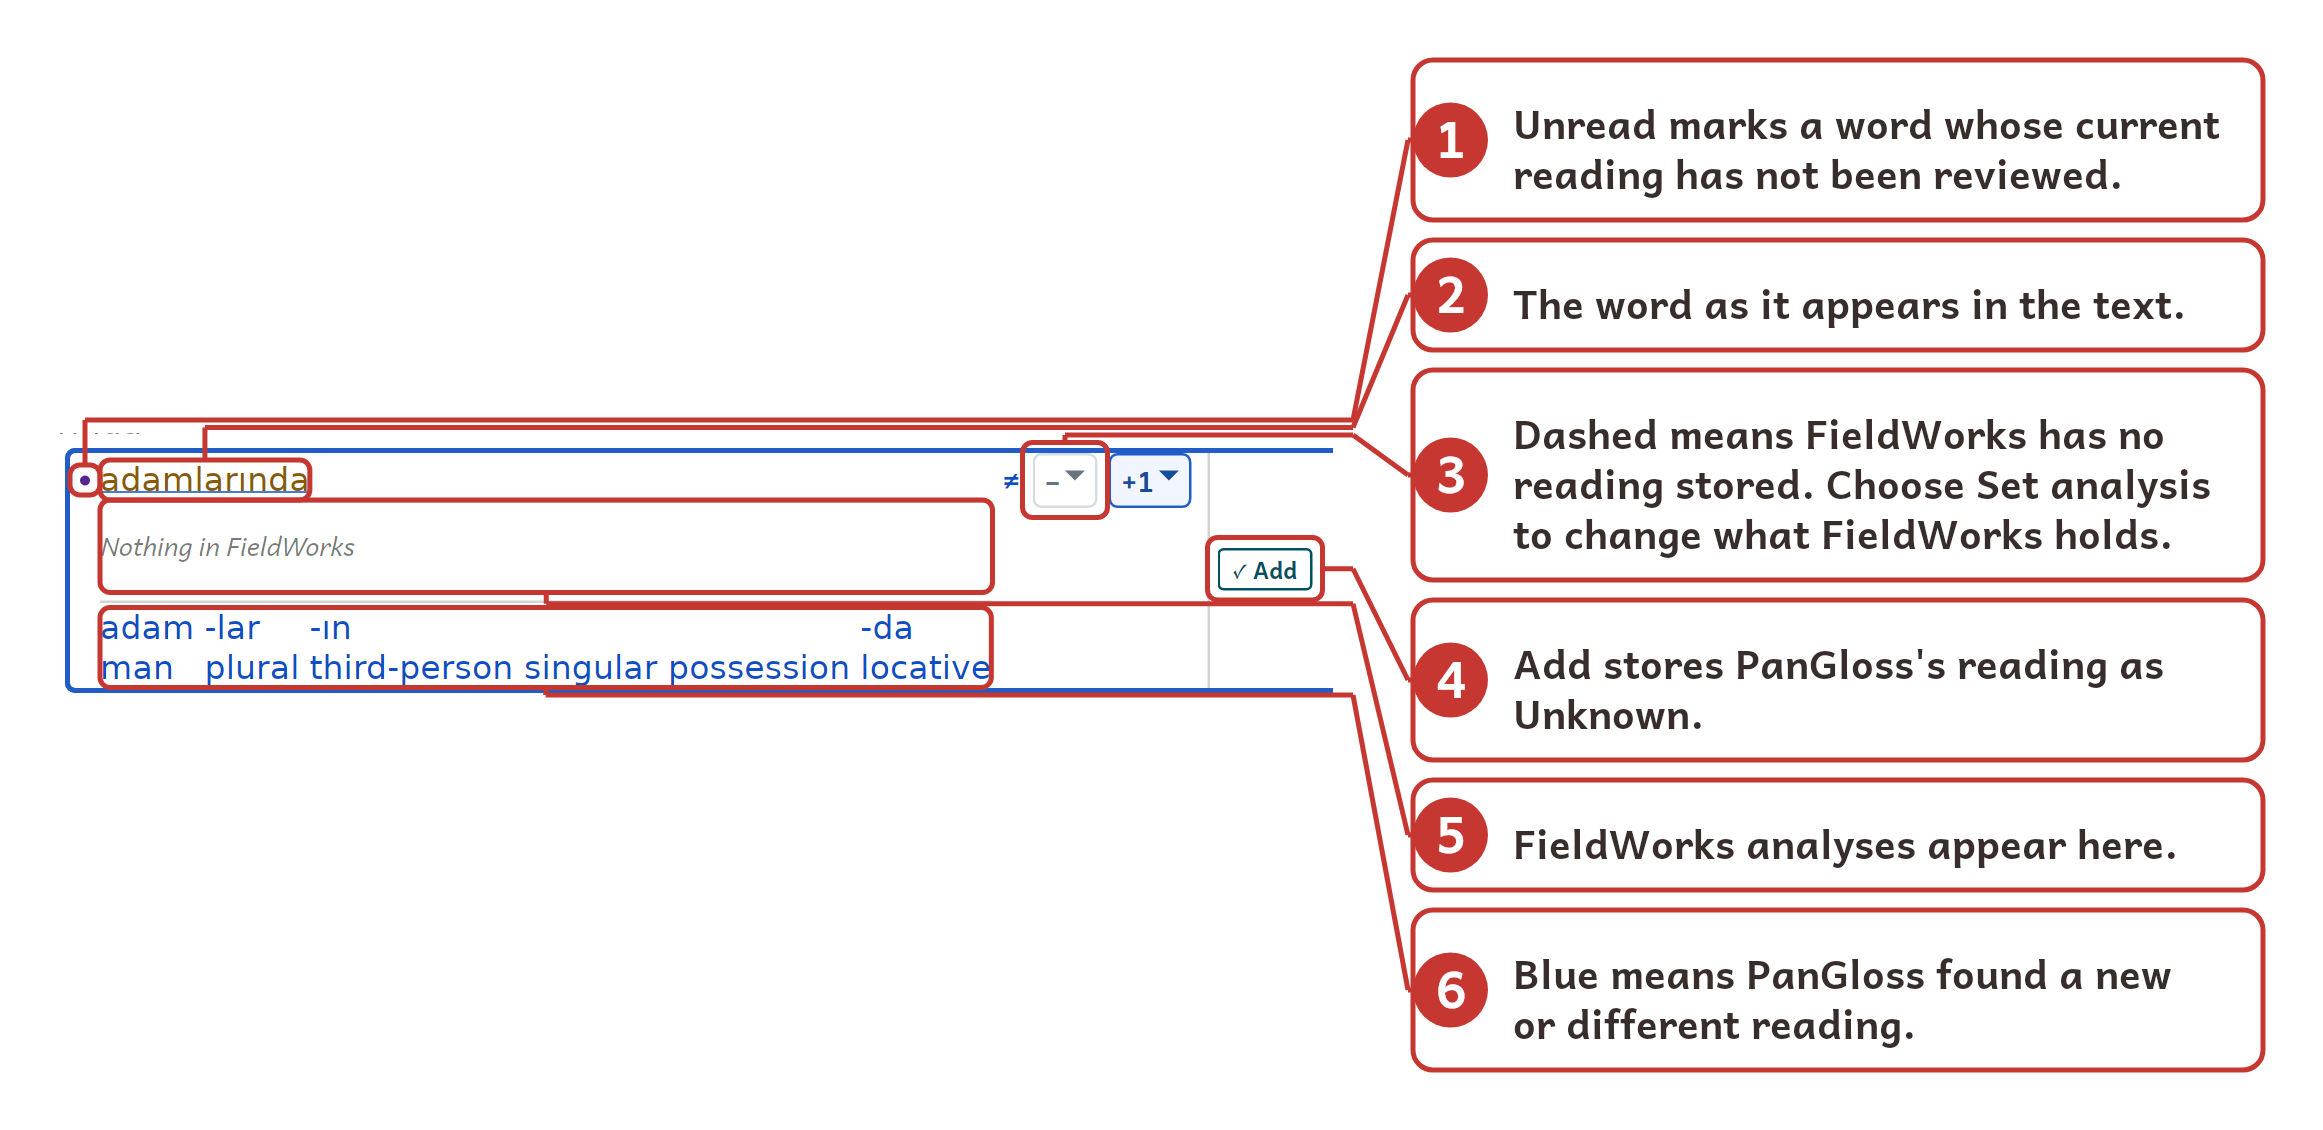 adamlarında
≠ – +1
Nothing in FieldWorks
✓ Add
adam -lar -ın -da
man plural third-person singular possession locative
1 Unread marks a word whose current
reading has not been reviewed.
2 The word as it appears in the text.
3 Dashed means FieldWorks has no
reading stored. Choose Set analysis
to change what FieldWorks holds.
4 Add stores PanGloss's reading as
Unknown.
5 FieldWorks analyses appear here.
6 Blue means PanGloss found a new
or different reading.